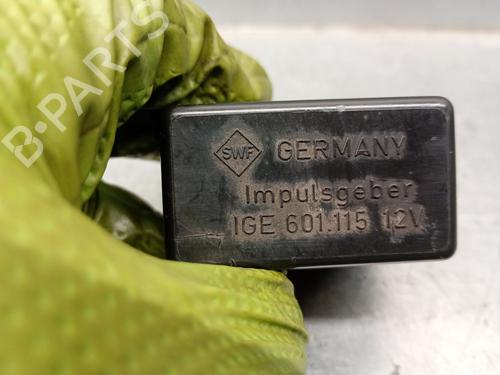 B-PARTS
SWF GERMANY
Impulsgeber
IGE 601.115 12V